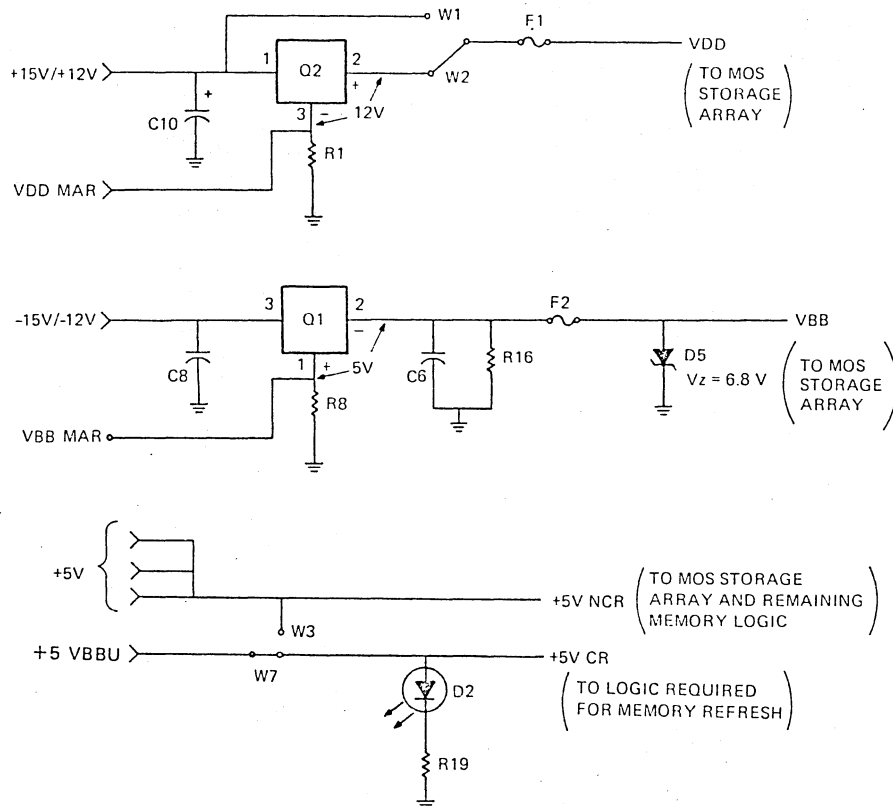 W1
F1
+15V/+12V
1
Q2
2
+
W2
VDD
(TO MOS
STORAGE
ARRAY)
+
C10
3
−
12V
R1
VDD MAR
-15V/-12V
3
Q1
2
−
F2
VBB
C8
1
+
5V
R8
C6
R16
D5
Vz = 6.8 V
(TO MOS
STORAGE
ARRAY)
VBB MAR
+5V
+5V NCR
(TO MOS STORAGE
ARRAY AND REMAINING
MEMORY LOGIC)
W3
+5 VBBU
W7
+5V CR
D2
(TO LOGIC REQUIRED
FOR MEMORY REFRESH)
R19